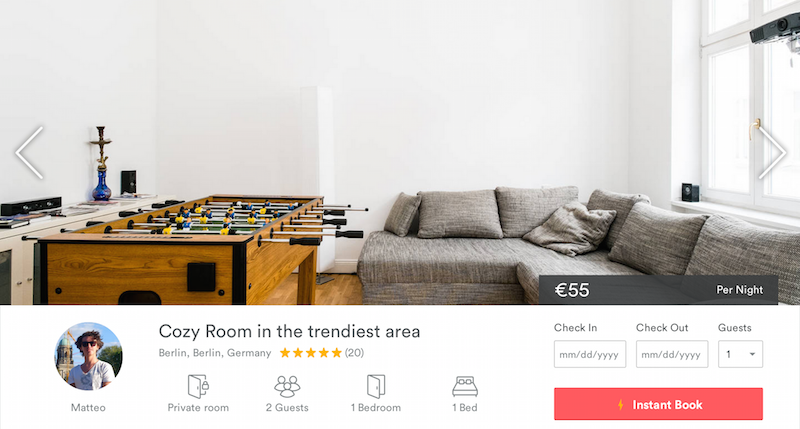 €55 Per Night
Cozy Room in the trendiest area
Berlin, Berlin, Germany (20)
Matteo
Private room
2 Guests
1 Bedroom
1 Bed
Check In Check Out Guests
mm/dd/yyyy mm/dd/yyyy 1
Instant Book